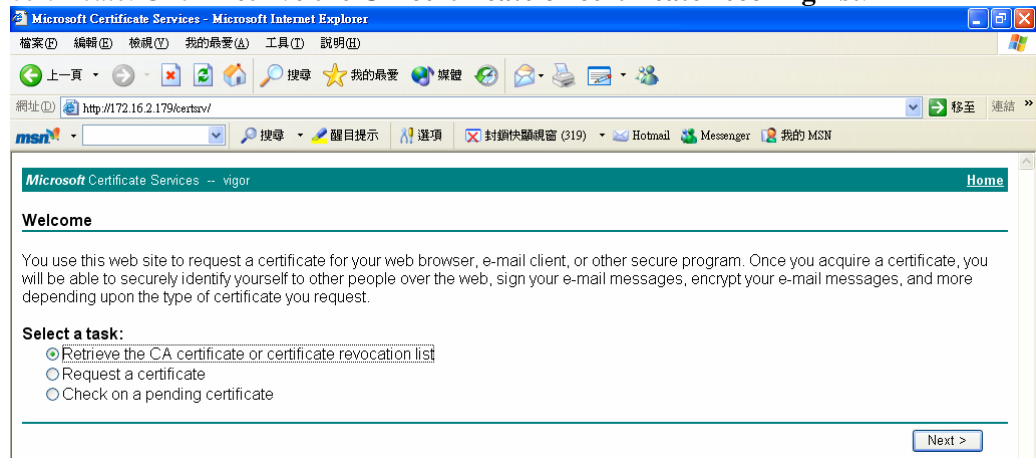 Microsoft Certificate Services - Microsoft Internet Explorer
檔案(F) 編輯(E) 檢視(V) 我的最愛(A) 工具(T) 說明(H)
上一頁 搜尋 我的最愛 媒體
網址(D) http://172.16.2.179/certsrv/ 移至 連結 »
msn 搜尋 醒目提示 選項 封鎖快顯視窗 (319) Hotmail Messenger 我的 MSN
Microsoft Certificate Services -- vigor Home
Welcome
You use this web site to request a certificate for your web browser, e-mail client, or other secure program. Once you acquire a certificate, you
will be able to securely identify yourself to other people over the web, sign your e-mail messages, encrypt your e-mail messages, and more
depending upon the type of certificate you request.
Select a task:
Retrieve the CA certificate or certificate revocation list
Request a certificate
Check on a pending certificate
Next >